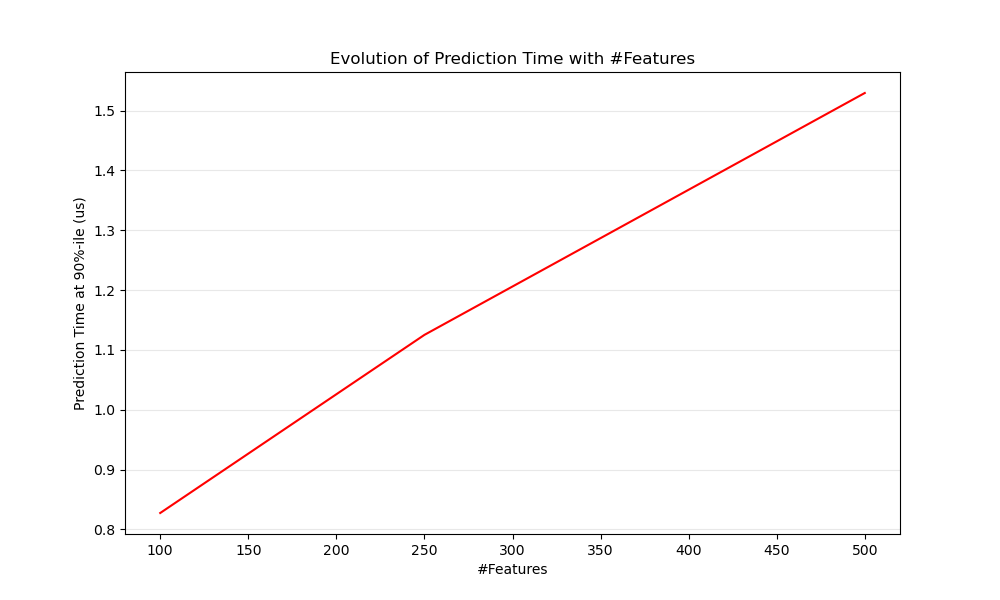 Evolution of Prediction Time with #Features
Prediction Time at 90%-ile (us)
1.5
1.4
1.3
1.2
1.1
1.0
0.9
0.8
100 150 200 250 300 350 400 450 500
#Features